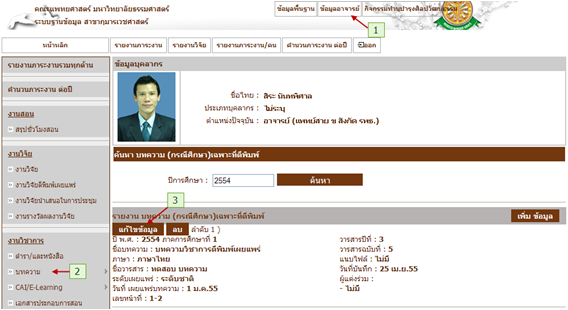 คณะแพทยศาสตร์ มหาวิทยาลัยธรรมศาสตร์
ระบบฐานข้อมูล สาขากุมารเวชศาสตร์
ข้อมูลพื้นฐาน ข้อมูลอาจารย์ กิจกรรมทำนุบำรุงศิลปวัฒนธรรม
1
หน้าหลัก รายงานภาระงาน รายงานวิจัย รายงานภาระงาน/คน คำนวนภาระงาน ต่อปี ออก
รายงานภาระงานรวมทุกด้าน
คำนวนภาระงาน ต่อปี
งานสอน
สรุปชั่วโมงสอน
งานวิจัย
งานวิจัย
งานวิจัยตีพิมพ์เผยแพร่
งานวิจัยนำเสนอในการประชุม
งานรางวัลผลงานวิจัย
งานวิชาการ
ตำรา/และหนังสือ
บทความ
2
CAI/E-Learning
เอกสารประกอบการสอน
ข้อมูลบุคลากร
ชื่อไทย : สิระ นันทพิศาล
ประเภทบุคลากร : ไม่ระบุ
ตำแหน่งปัจจุบัน : อาจารย์ (แพทย์สาย ข สังกัด รพธ.)
ค้นหา บทความ (กรณีศึกษา)เฉพาะที่ตีพิมพ์
ปีการศึกษา : 2554 ค้นหา
3
รายงาน บทความ (กรณีศึกษา)เฉพาะที่ตีพิมพ์ เพิ่ม ข้อมูล
แก้ไขข้อมูล ลบ ลำดับ 1 )
ปี พ.ศ. : 2554 ภาคการศึกษาที่ 1 วารสารปีที่ : 3
ชื่อบทความ : บทความวิชาการตีพิมพ์เผยแพร่ วารสารฉบับที่ : 5
ภาษา : ภาษาไทย แนบไฟล์ : ไม่มี
ชื่อวารสาร : ทดสอบ บทความ วันที่บันทึก : 25 เม.ย.55
ระดับเผยแพร่ : ระดับชาติ ผู้แต่งร่วม :
วันที่ เผยแพร่บทความ : 1 ม.ค.55 - ไม่มี
เลขหน้าที่ : 1-2